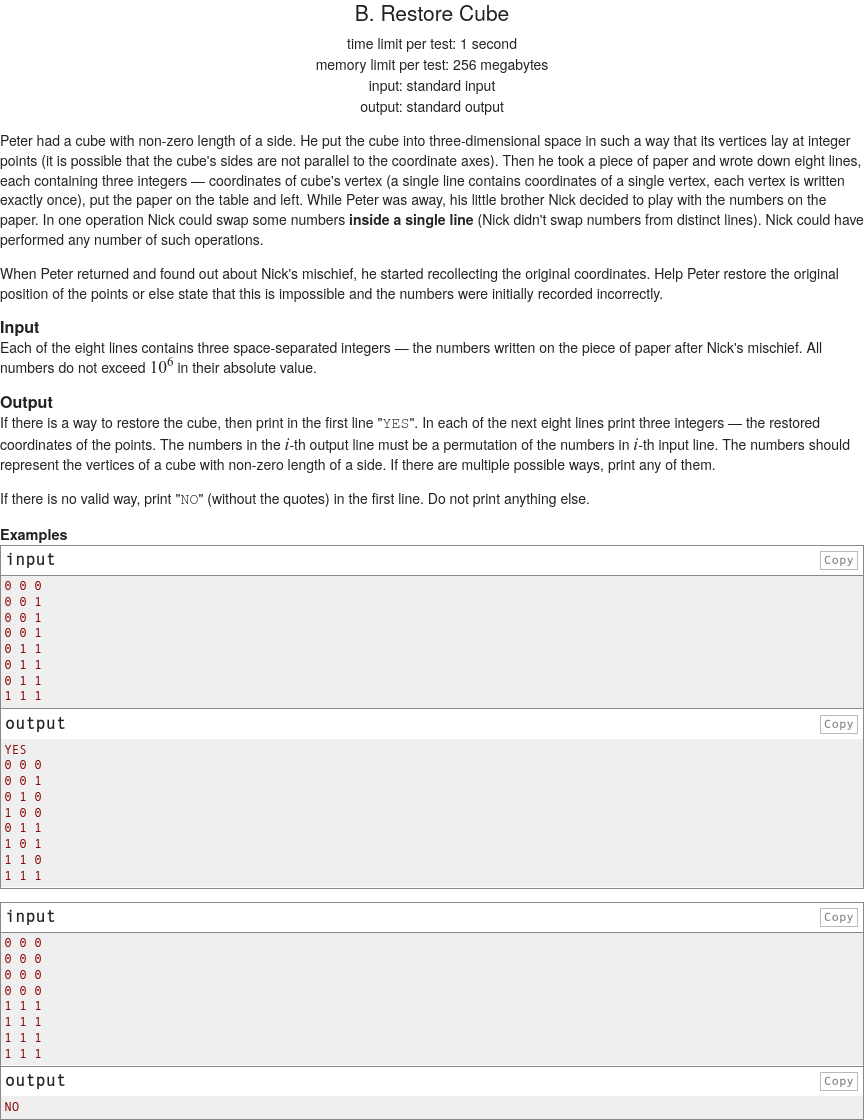 B. Restore Cube
time limit per test: 1 second
memory limit per test: 256 megabytes
input: standard input
output: standard output
Peter had a cube with non-zero length of a side. He put the cube into three-dimensional space in such a way that its vertices lay at integer
points (it is possible that the cube's sides are not parallel to the coordinate axes). Then he took a piece of paper and wrote down eight lines,
each containing three integers — coordinates of cube's vertex (a single line contains coordinates of a single vertex, each vertex is written
exactly once), put the paper on the table and left. While Peter was away, his little brother Nick decided to play with the numbers on the
paper. In one operation Nick could swap some numbers inside a single line (Nick didn't swap numbers from distinct lines). Nick could have
performed any number of such operations.
When Peter returned and found out about Nick's mischief, he started recollecting the original coordinates. Help Peter restore the original
position of the points or else state that this is impossible and the numbers were initially recorded incorrectly.
Input
Each of the eight lines contains three space-separated integers — the numbers written on the piece of paper after Nick's mischief. All
numbers do not exceed 10^6 in their absolute value.
Output
If there is a way to restore the cube, then print in the first line "YES". In each of the next eight lines print three integers — the restored
coordinates of the points. The numbers in the i-th output line must be a permutation of the numbers in i-th input line. The numbers should
represent the vertices of a cube with non-zero length of a side. If there are multiple possible ways, print any of them.
If there is no valid way, print "NO" (without the quotes) in the first line. Do not print anything else.
Examples
input Copy
0 0 0
0 0 1
0 0 1
0 0 1
0 1 1
0 1 1
0 1 1
1 1 1
output Copy
YES
0 0 0
0 0 1
0 1 0
1 0 0
0 1 1
1 0 1
1 1 0
1 1 1
input Copy
0 0 0
0 0 0
0 0 0
0 0 0
1 1 1
1 1 1
1 1 1
1 1 1
output Copy
NO